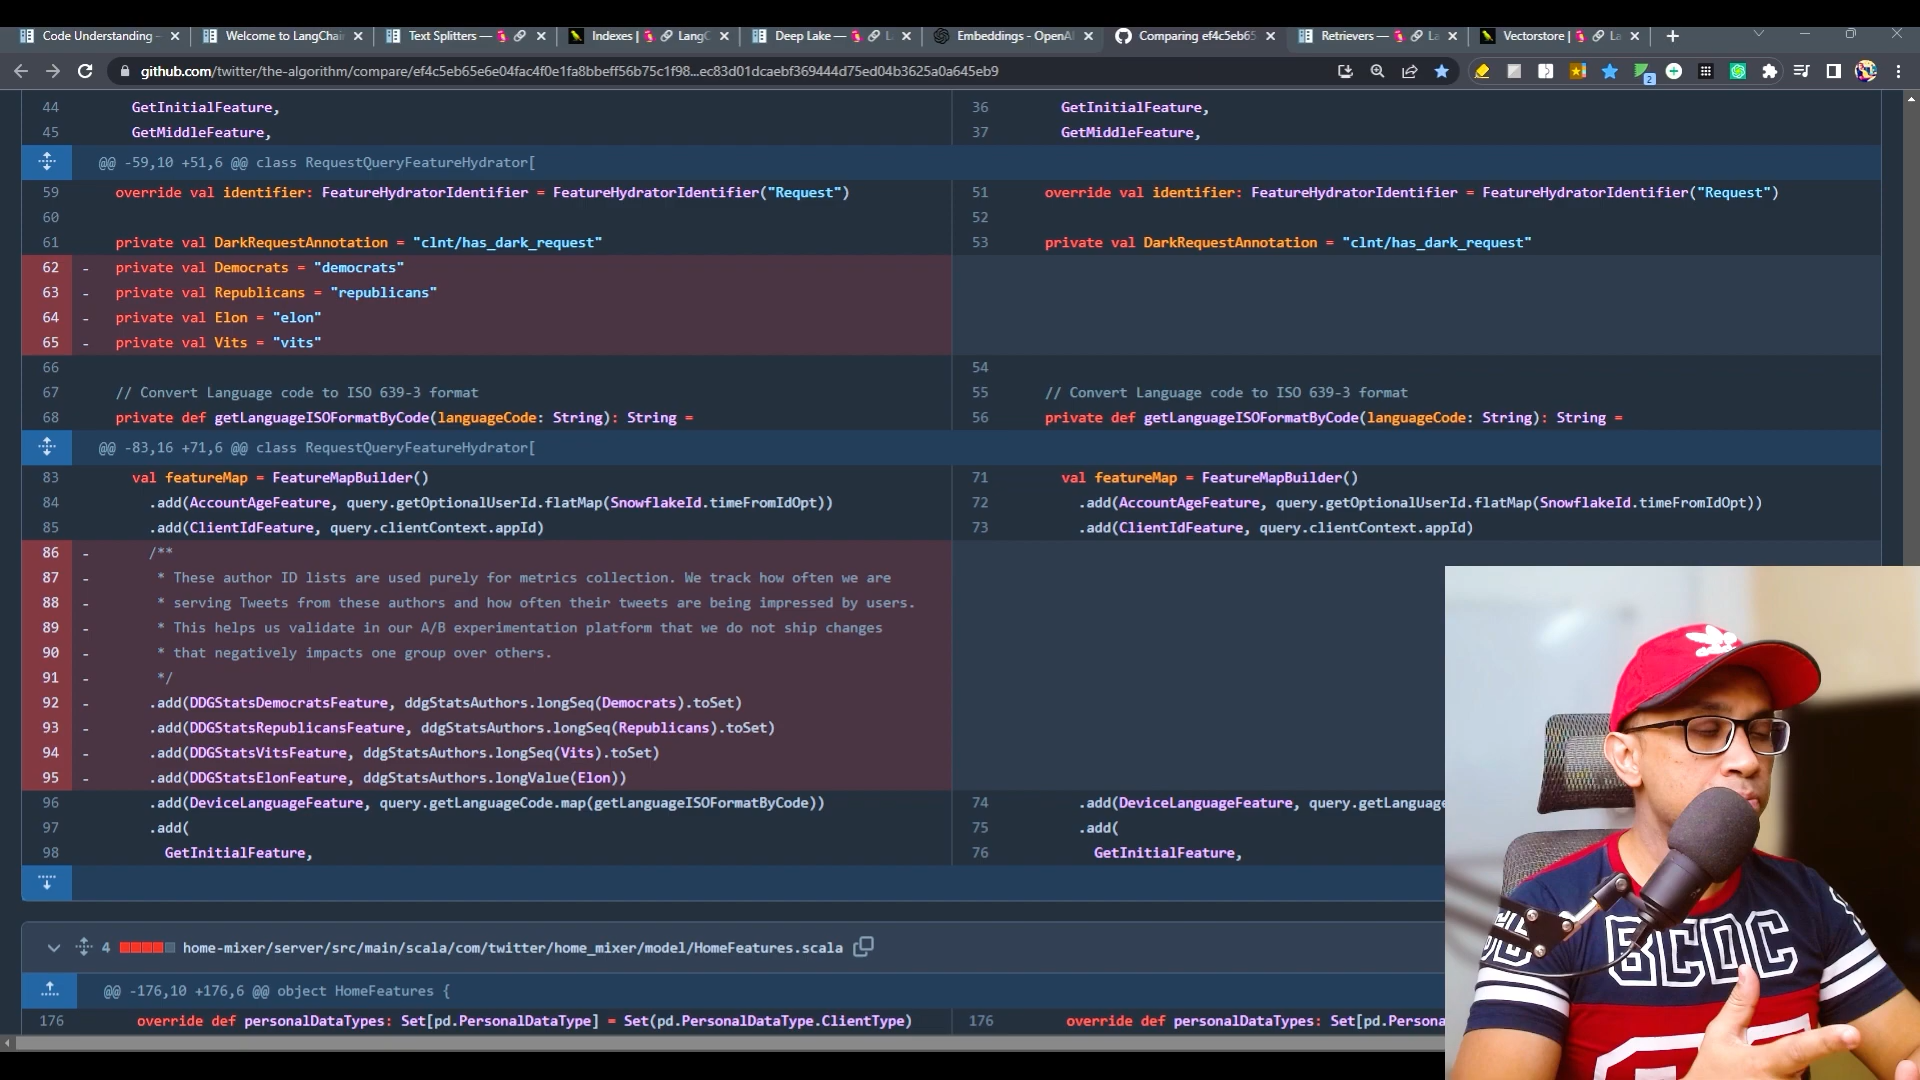 Code Understanding -
Welcome to LangChai
Text Splitters —
Indexes | LangC
Deep Lake — L
Embeddings - OpenAI
Comparing ef4c5eb65
Retrievers — La
Vectorstore | La
github.com/twitter/the-algorithm/compare/ef4c5eb65e6e04fac4f0e1fa8bbeff56b75c1f98...ec83d01dcaebf369444d75ed04b3625a0a645eb9
2
44 GetInitialFeature,
36 GetInitialFeature,
45 GetMiddleFeature,
37 GetMiddleFeature,
@@ -59,10 +51,6 @@ class RequestQueryFeatureHydrator[
59 override val identifier: FeatureHydratorIdentifier = FeatureHydratorIdentifier("Request")
51 override val identifier: FeatureHydratorIdentifier = FeatureHydratorIdentifier("Request")
60
52
61 private val DarkRequestAnnotation = "clnt/has_dark_request"
53 private val DarkRequestAnnotation = "clnt/has_dark_request"
62 - private val Democrats = "democrats"
63 - private val Republicans = "republicans"
64 - private val Elon = "elon"
65 - private val Vits = "vits"
66
54
67 // Convert Language code to ISO 639-3 format
55 // Convert Language code to ISO 639-3 format
68 private def getLanguageISOFormatByCode(languageCode: String): String =
56 private def getLanguageISOFormatByCode(languageCode: String): String =
@@ -83,16 +71,6 @@ class RequestQueryFeatureHydrator[
83 val featureMap = FeatureMapBuilder()
71 val featureMap = FeatureMapBuilder()
84 .add(AccountAgeFeature, query.getOptionalUserId.flatMap(SnowflakeId.timeFromIdOpt))
72 .add(AccountAgeFeature, query.getOptionalUserId.flatMap(SnowflakeId.timeFromIdOpt))
85 .add(ClientIdFeature, query.clientContext.appId)
73 .add(ClientIdFeature, query.clientContext.appId)
86 - /**
87 - * These author ID lists are used purely for metrics collection. We track how often we are
88 - * serving Tweets from these authors and how often their tweets are being impressed by users.
89 - * This helps us validate in our A/B experimentation platform that we do not ship changes
90 - * that negatively impacts one group over others.
91 - */
92 - .add(DDGStatsDemocratsFeature, ddgStatsAuthors.longSeq(Democrats).toSet)
93 - .add(DDGStatsRepublicansFeature, ddgStatsAuthors.longSeq(Republicans).toSet)
94 - .add(DDGStatsVitsFeature, ddgStatsAuthors.longSeq(Vits).toSet)
95 - .add(DDGStatsElonFeature, ddgStatsAuthors.longValue(Elon))
96 .add(DeviceLanguageFeature, query.getLanguageCode.map(getLanguageISOFormatByCode))
74 .add(DeviceLanguageFeature, query.getLanguage
97 .add(
75 .add(
98 GetInitialFeature,
76 GetInitialFeature,
4 home-mixer/server/src/main/scala/com/twitter/home_mixer/model/HomeFeatures.scala
@@ -176,10 +176,6 @@ object HomeFeatures {
176 override def personalDataTypes: Set[pd.PersonalDataType] = Set(pd.PersonalDataType.ClientType)
176 override def personalDataTypes: Set[pd.Persona
BCDC